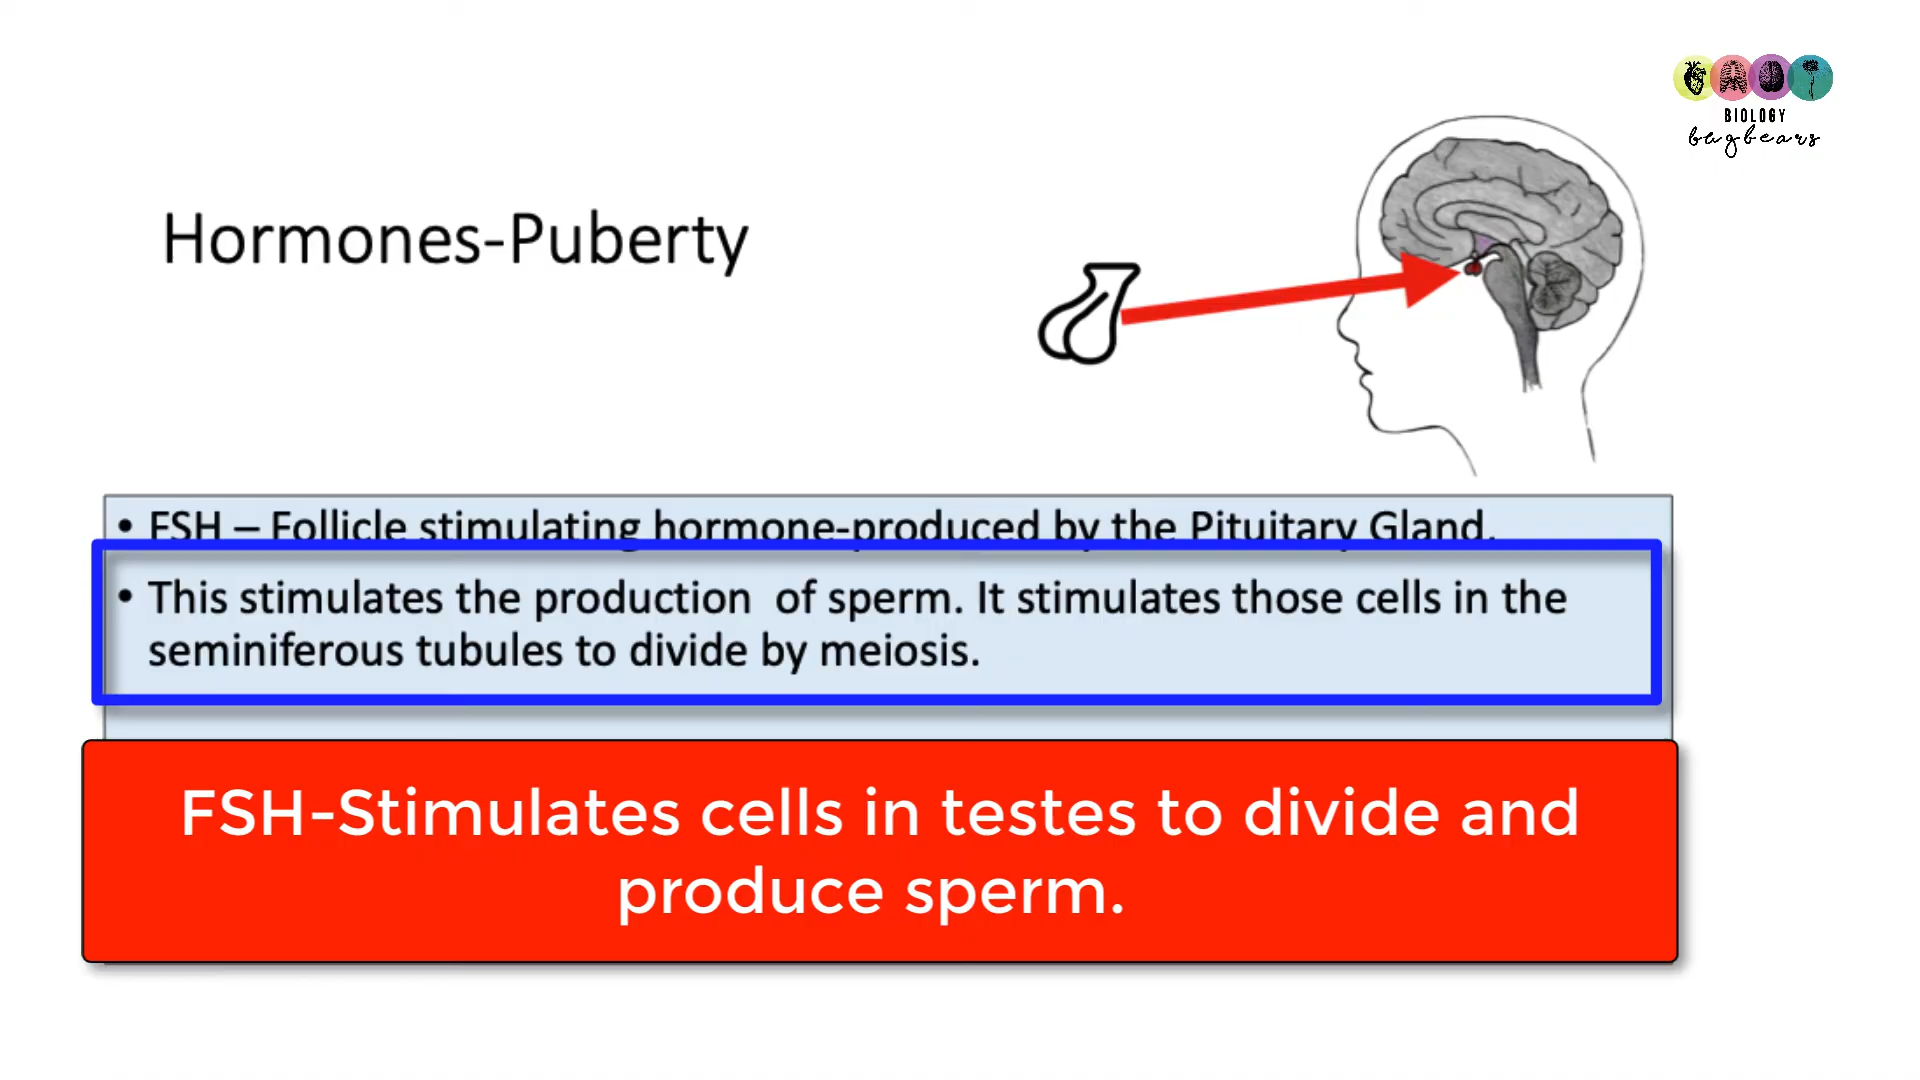 BIOLOGY
bugbears
Hormones-Puberty
• FSH – Follicle stimulating hormone-produced by the Pituitary Gland.
• This stimulates the production of sperm. It stimulates those cells in the
seminiferous tubules to divide by meiosis.
FSH-Stimulates cells in testes to divide and
produce sperm.